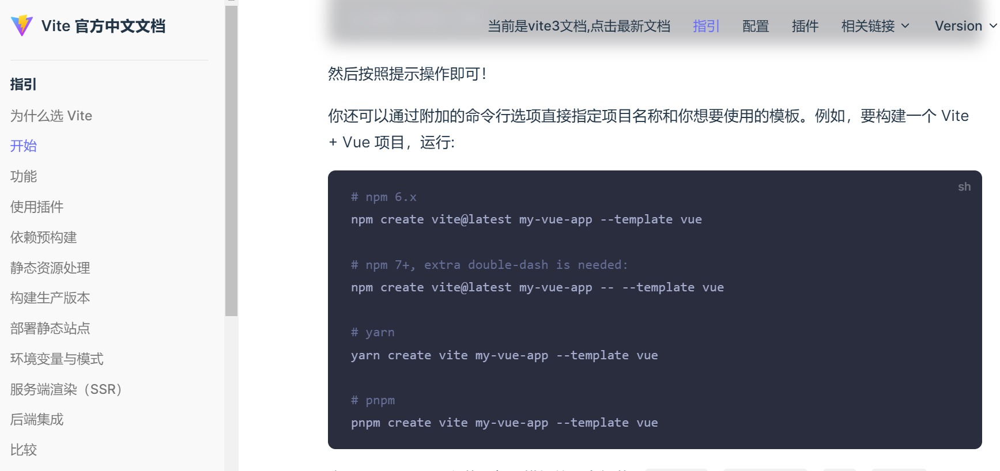 Vite 官方中文文档
当前是vite3文档,点击最新文档 指引 配置 插件 相关链接 Version
指引
为什么选 Vite
开始
功能
使用插件
依赖预构建
静态资源处理
构建生产版本
部署静态站点
环境变量与模式
服务端渲染（SSR）
后端集成
比较
然后按照提示操作即可！
你还可以通过附加的命令行选项直接指定项目名称和你想要使用的模板。例如，要构建一个 Vite
+ Vue 项目，运行:
sh
# npm 6.x
npm create vite@latest my-vue-app --template vue
# npm 7+, extra double-dash is needed:
npm create vite@latest my-vue-app -- --template vue
# yarn
yarn create vite my-vue-app --template vue
# pnpm
pnpm create vite my-vue-app --template vue